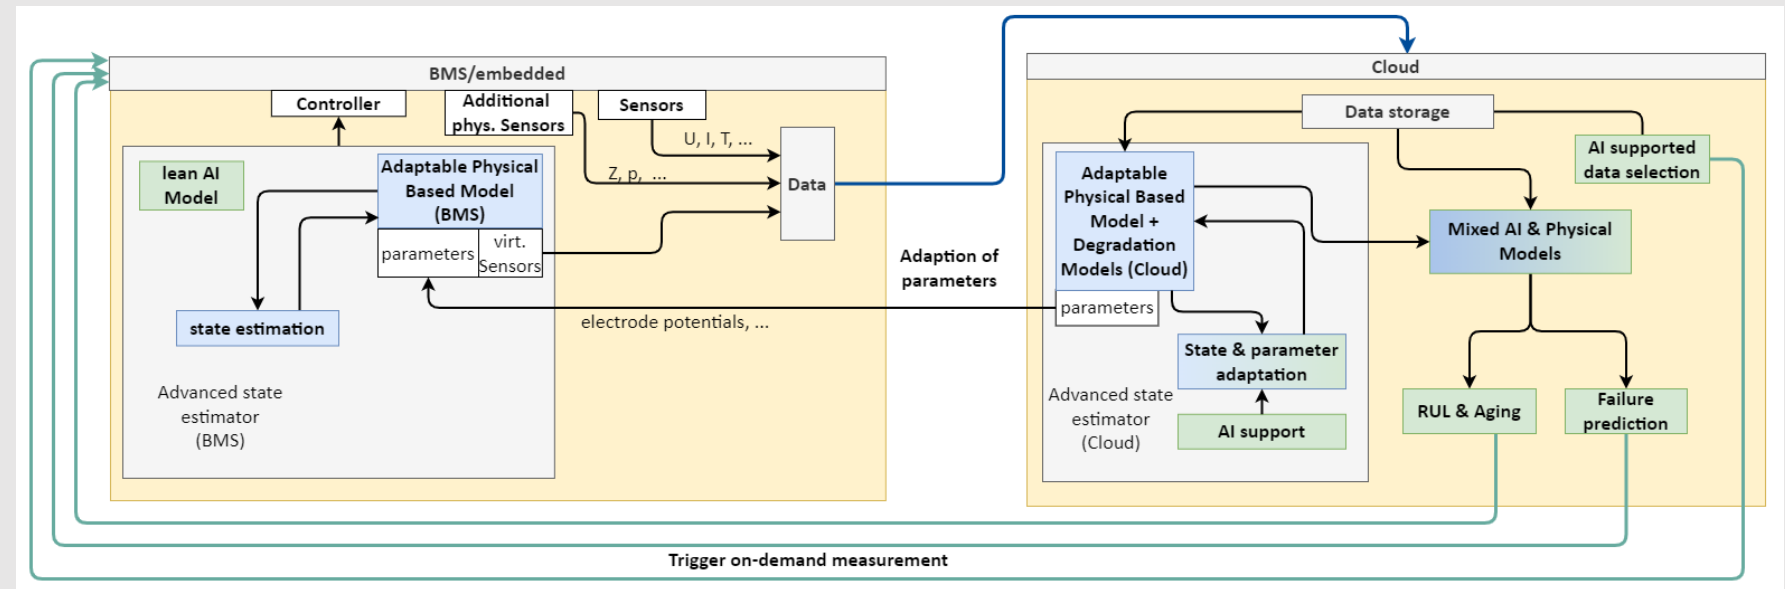 BMS/embedded
Controller
Additional
phys. Sensors
Sensors
U, I, T, ...
Z, p, ...
Data
lean AI
Model
Adaptable Physical
Based Model
(BMS)
parameters
virt.
Sensors
state estimation
Advanced state
estimator
(BMS)
Adaption of
parameters
electrode potentials, ...
Cloud
Data storage
AI supported
data selection
Adaptable
Physical Based
Model +
Degradation
Models (Cloud)
parameters
Mixed AI & Physical
Models
State & parameter
adaptation
AI support
Advanced state
estimator
(Cloud)
RUL & Aging
Failure
prediction
Trigger on-demand measurement